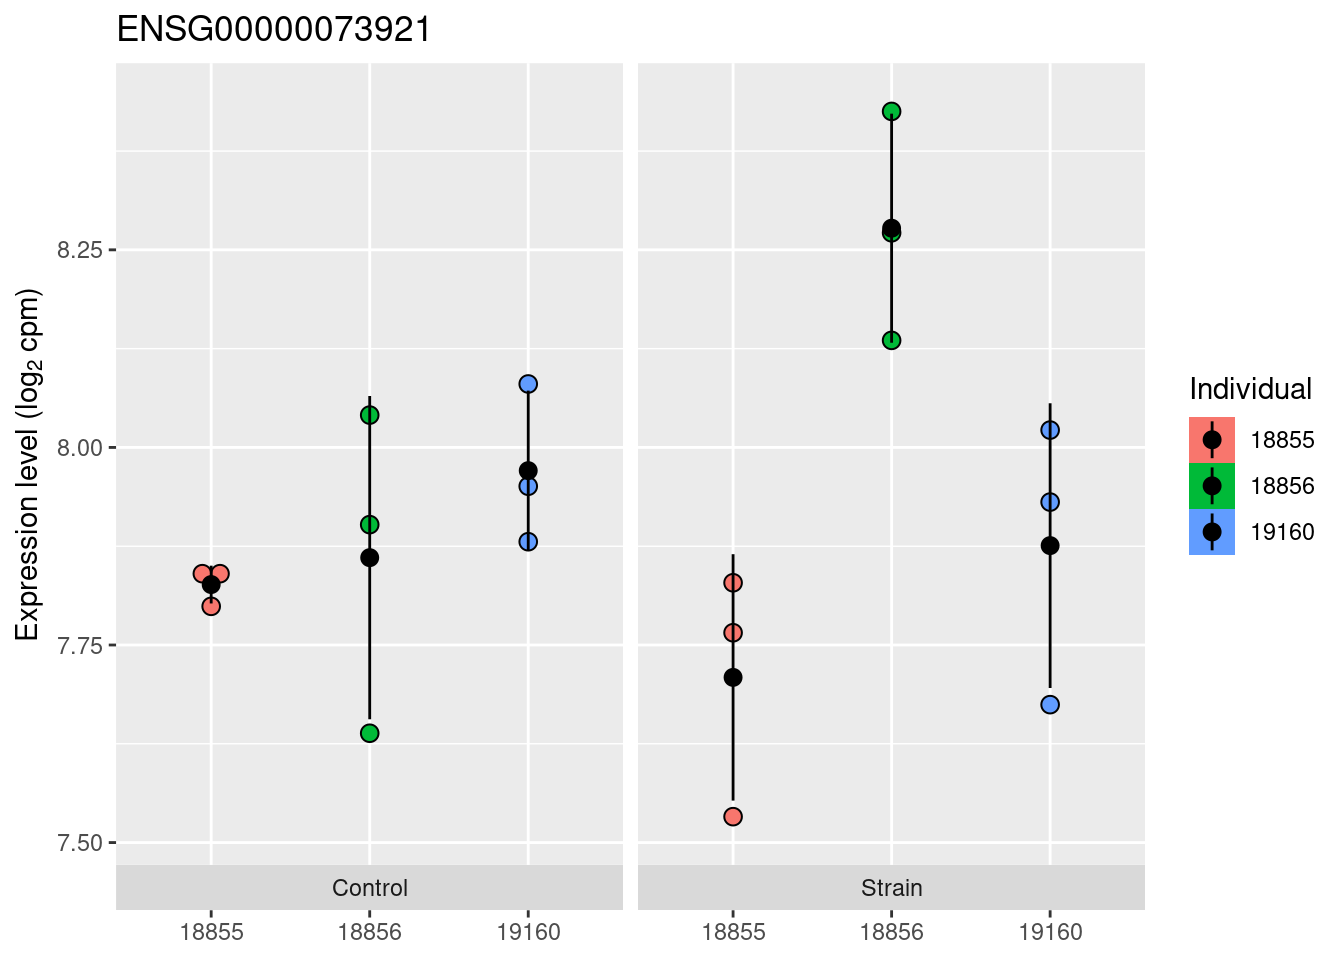 ENSG00000073921
Expression level (log₂ cpm)
8.25
8.00
7.75
7.50
Control
Strain
18855
18856
19160
18855
18856
19160
Individual
18855
18856
19160